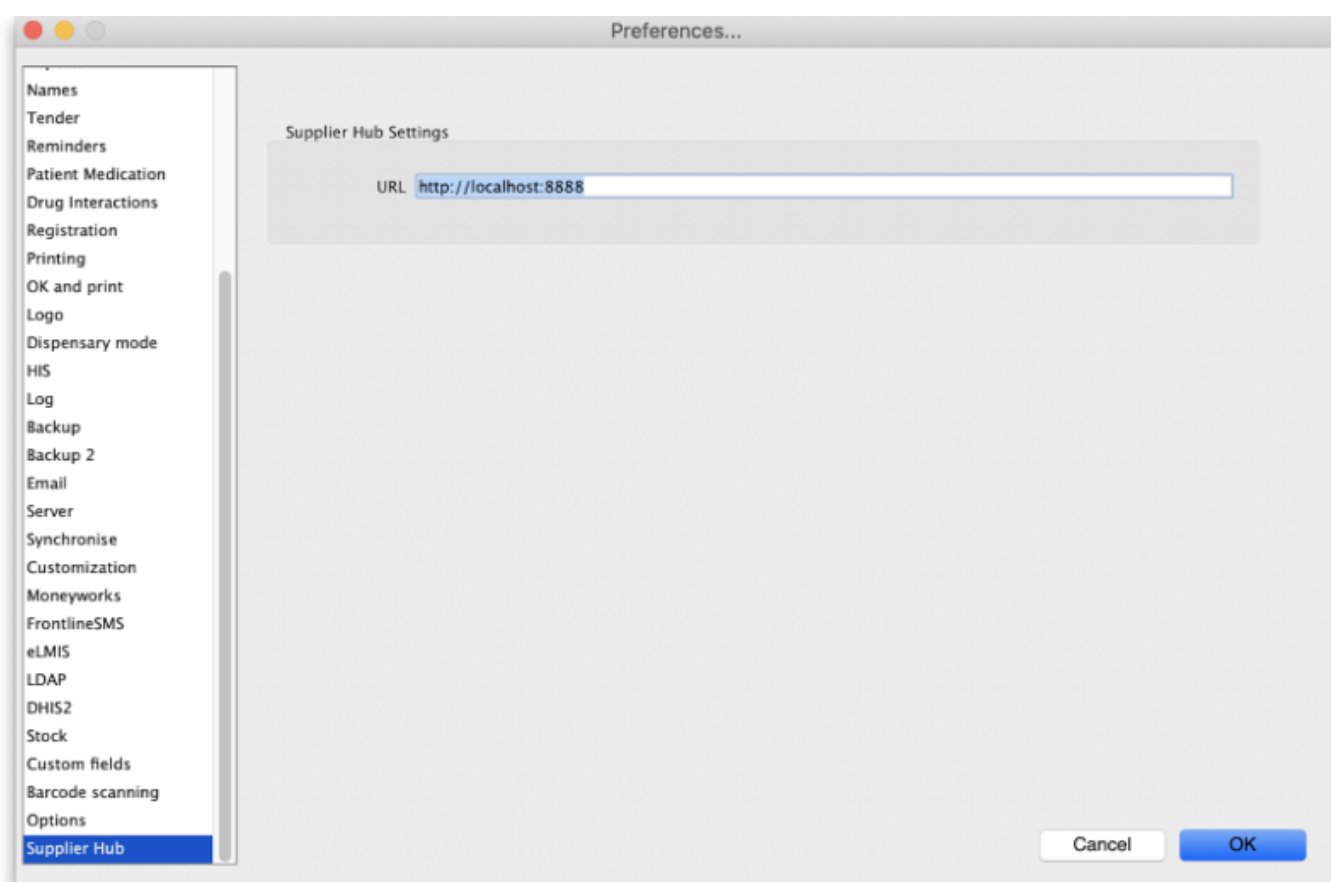 Preferences...
Names
Tender
Reminders
Patient Medication
Drug Interactions
Registration
Printing
OK and print
Logo
Dispensary mode
HIS
Log
Backup
Backup 2
Email
Server
Synchronise
Customization
Moneyworks
FrontlineSMS
eLMIS
LDAP
DHIS2
Stock
Custom fields
Barcode scanning
Options
Supplier Hub
Supplier Hub Settings
URL http://localhost:8888
Cancel OK